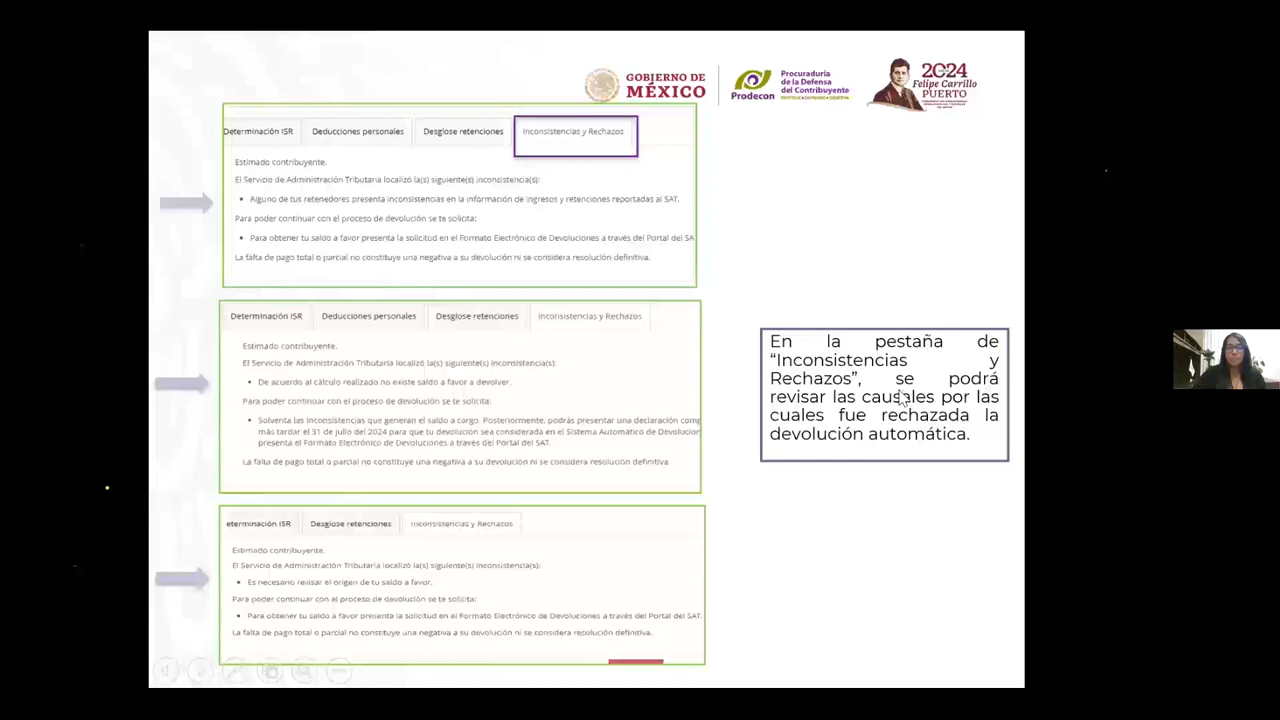 GOBIERNO DE
MÉXICO
Prodecon
Procuraduría
de la Defensa
del Contribuyente
2024
Felipe Carrillo
PUERTO
Determinación ISR
Deducciones personales
Desglose retenciones
Inconsistencias y Rechazos
Estimado contribuyente.
El Servicio de Administración Tributaria localizó la(s) siguiente(s) inconsistencia(s):
• Alguno de tus retenedores presenta inconsistencias en la información de ingresos y retenciones reportadas al SAT.
Para poder continuar con el proceso de devolución se te solicita:
• Para obtener tu saldo a favor presenta la solicitud en el Formato Electrónico de Devoluciones a través del Portal del SA
La falta de pago total o parcial no constituye una negativa a su devolución ni se considera resolución definitiva.
Determinación ISR
Deducciones personales
Desglose retenciones
Inconsistencias y Rechazos
Estimado contribuyente.
El Servicio de Administración Tributaria localizó la(s) siguiente(s) inconsistencia(s):
• De acuerdo al cálculo realizado no existe saldo a favor a devolver.
Para poder continuar con el proceso de devolución se te solicita:
• Solventa las inconsistencias que generan el saldo a cargo. Posteriormente, podrás presentar una declaración comp
más tardar el 31 de julio del 2024 para que tu devolución sea considerada en el Sistema Automático de Devolucion
presenta el Formato Electrónico de Devoluciones a través del Portal del SAT.
La falta de pago total o parcial no constituye una negativa a su devolución ni se considera resolución definitiva.
eterminación ISR
Desglose retenciones
Inconsistencias y Rechazos
Estimado contribuyente.
El Servicio de Administración Tributaria localizó la(s) siguiente(s) inconsistencia(s):
• Es necesario revisar el origen de tu saldo a favor.
Para poder continuar con el proceso de devolución se te solicita:
• Para obtener tu saldo a favor presenta la solicitud en el Formato Electrónico de Devoluciones a través del Portal del SAT.
La falta de pago total o parcial no constituye una negativa a su devolución ni se considera resolución definitiva.
En la pestaña de
“Inconsistencias y
Rechazos”, se podrá
revisar las causales por las
cuales fue rechazada la
devolución automática.